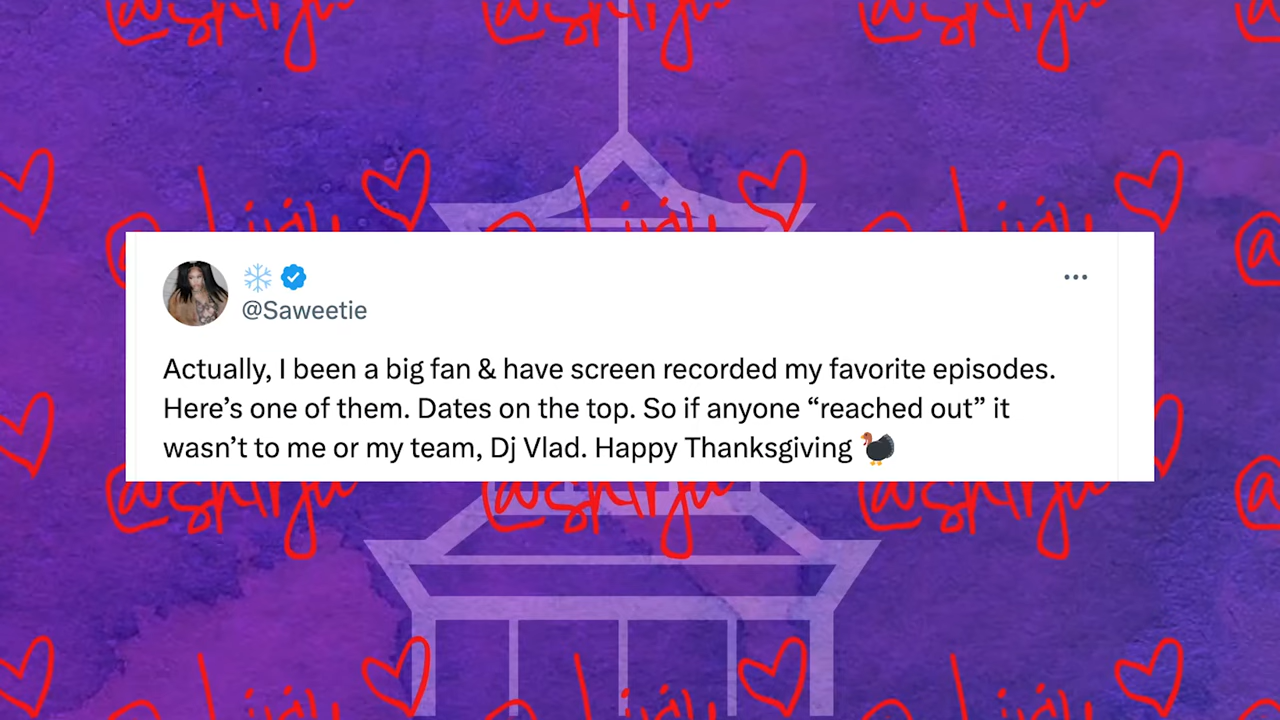 @Saweetie
Actually, I been a big fan & have screen recorded my favorite episodes.
Here’s one of them. Dates on the top. So if anyone “reached out” it
wasn’t to me or my team, Dj Vlad. Happy Thanksgiving 🦃